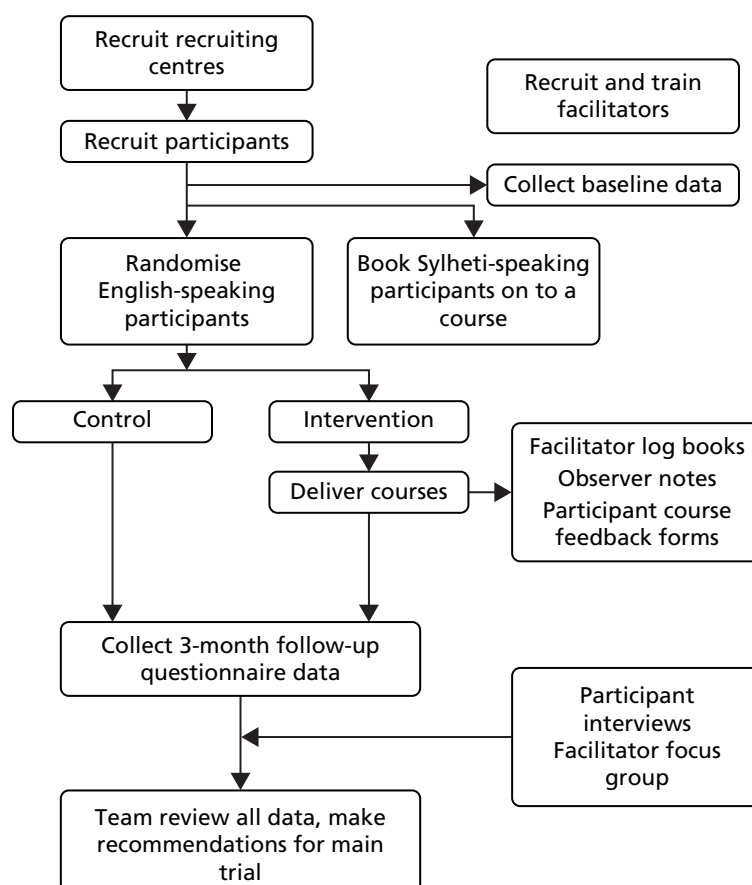 Recruit recruiting
centres
Recruit and train
facilitators
Recruit participants
Collect baseline data
Randomise
English-speaking
participants
Book Sylheti-speaking
participants on to a
course
Control
Intervention
Facilitator log books
Observer notes
Participant course
feedback forms
Deliver courses
Collect 3-month follow-up
questionnaire data
Participant
interviews
Facilitator focus
group
Team review all data, make
recommendations for main
trial